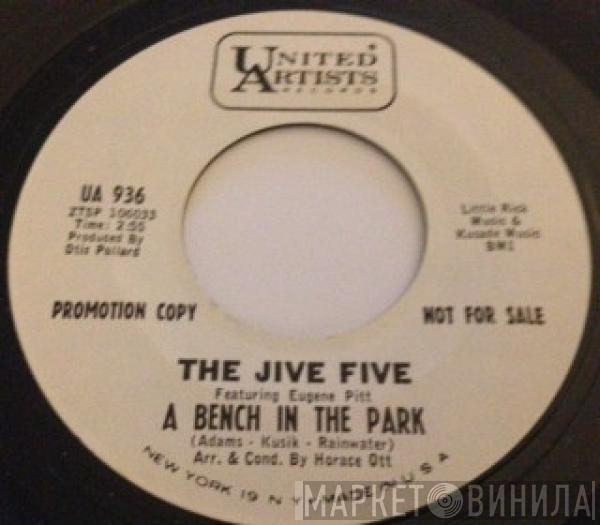 UNITED ARTISTS
RECORDS
UA 936
ZTSP 106033
Time: 2:55
Produced By
Otis Pollard
Little Rick
Music &
Kusade Music
BMI
PROMOTION COPY
NOT FOR SALE
THE JIVE FIVE
Featuring Eugene Pitt
A BENCH IN THE PARK
(Adams - Kusik - Rainwater)
Arr. & Cond. By Horace Ott
NEW YORK 19 N Y MADE IN U S A
МАРКЕТ ВИНИЛА